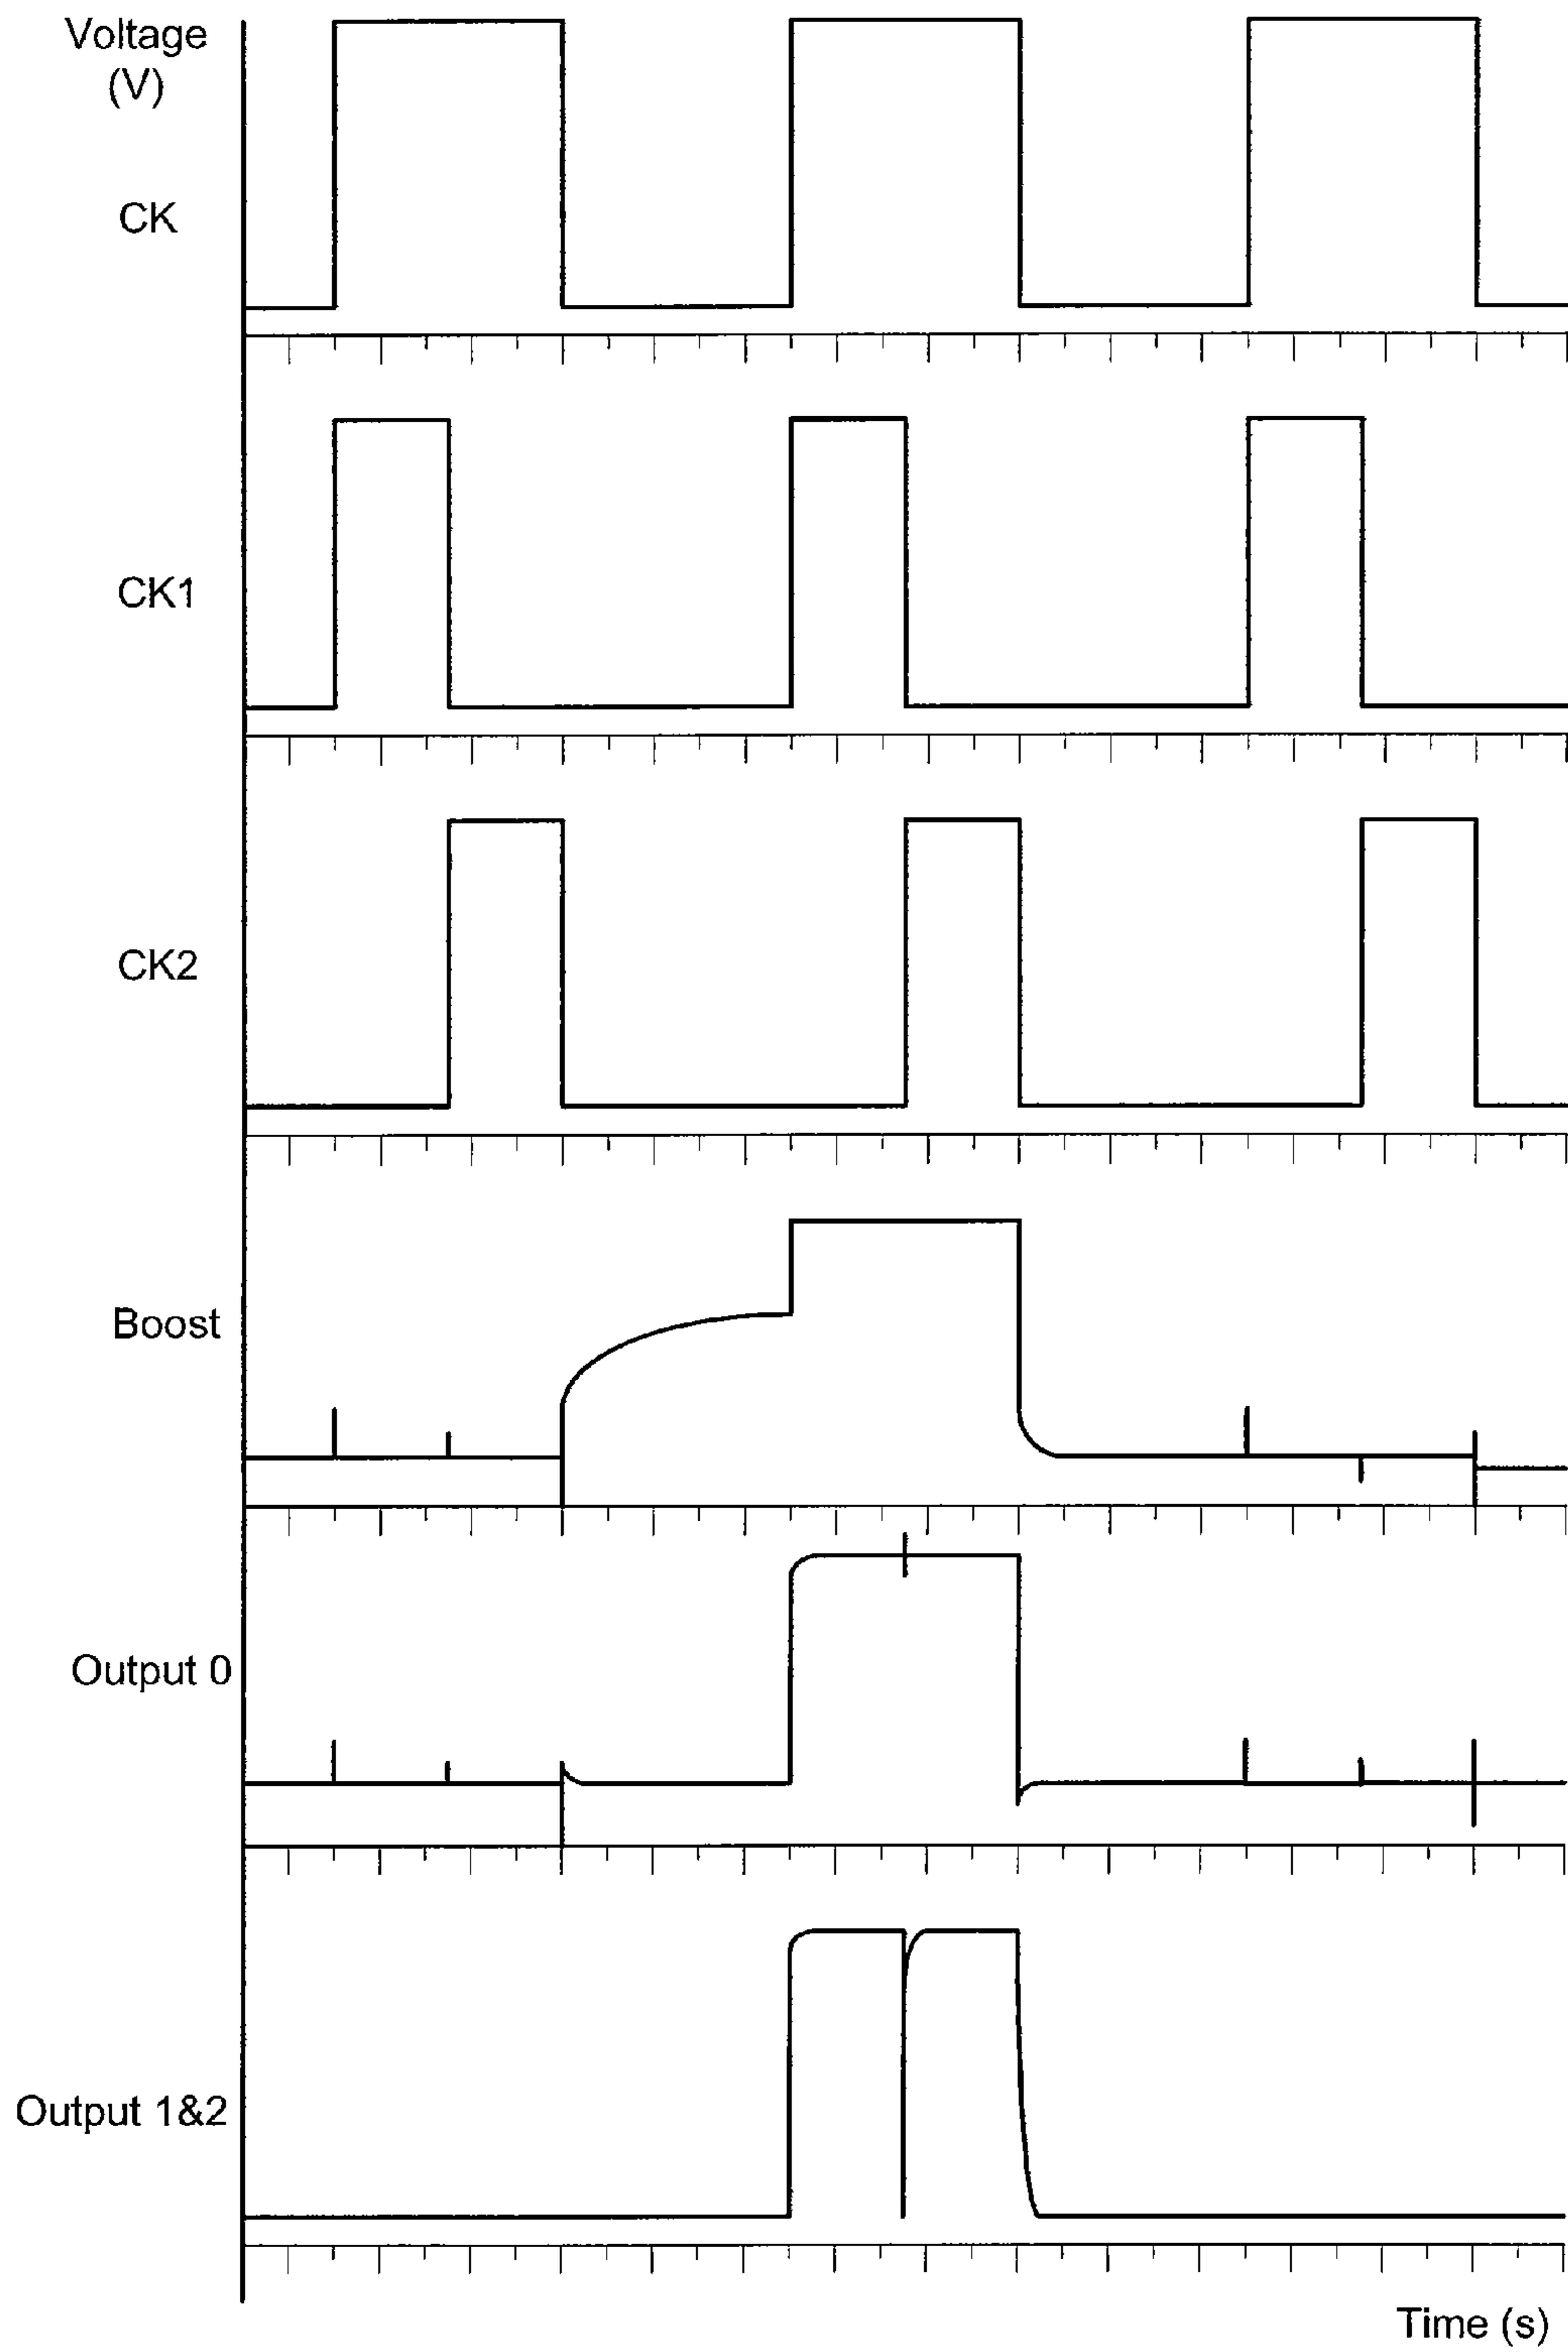 Voltage
(V)
CK
CK1
CK2
Boost
Output 0
Output 1&2
Time (s)